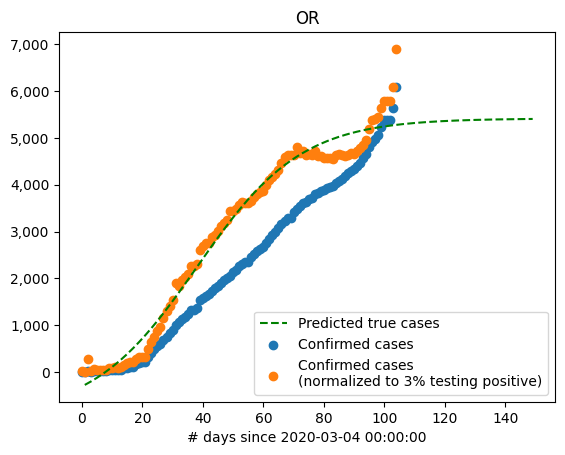 OR
7,000
6,000
5,000
4,000
3,000
2,000
1,000
0
Predicted true cases
Confirmed cases
Confirmed cases
(normalized to 3% testing positive)
0 20 40 60 80 100 120 140
# days since 2020-03-04 00:00:00